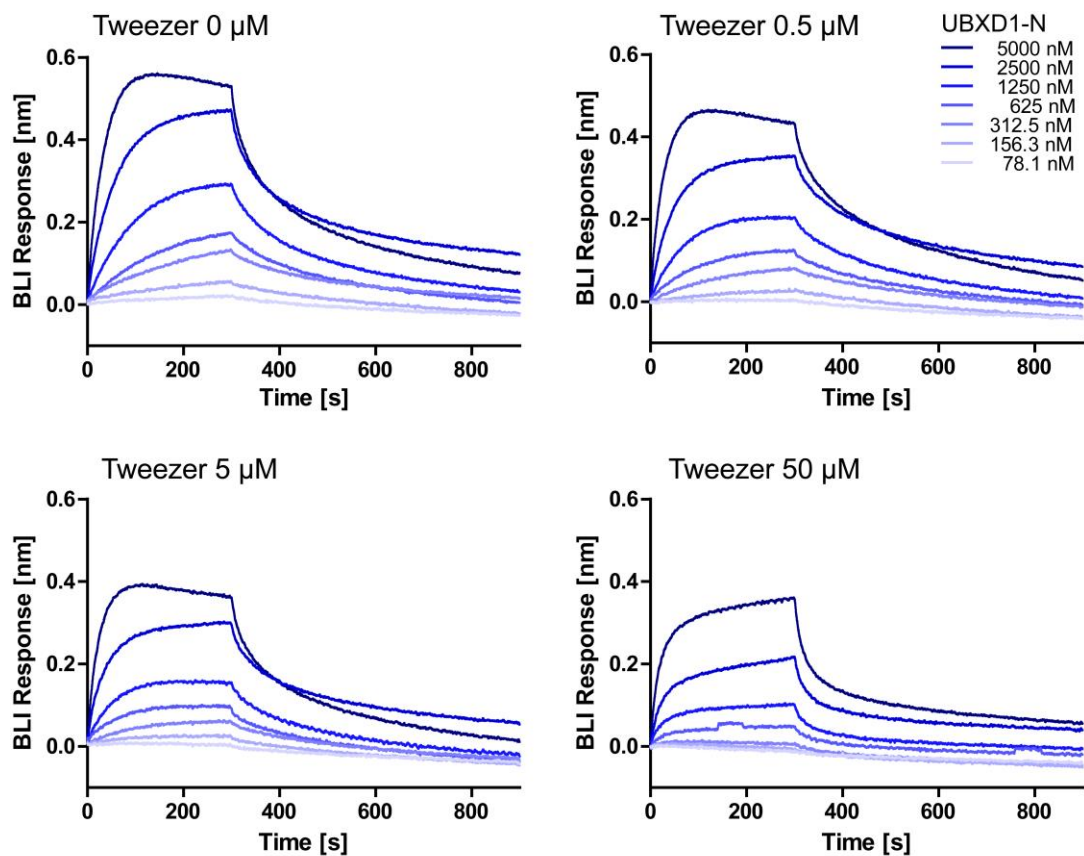 Tweezer 0 µM
BLI Response [nm]
0.6
0.4
0.2
0.0
0 200 400 600 800
Time [s]
Tweezer 0.5 µM
BLI Response [nm]
0.6
0.4
0.2
0.0
0 200 400 600 800
Time [s]
UBXD1-N
5000 nM
2500 nM
1250 nM
625 nM
312.5 nM
156.3 nM
78.1 nM
Tweezer 5 µM
BLI Response [nm]
0.6
0.4
0.2
0.0
0 200 400 600 800
Time [s]
Tweezer 50 µM
BLI Response [nm]
0.6
0.4
0.2
0.0
0 200 400 600 800
Time [s]